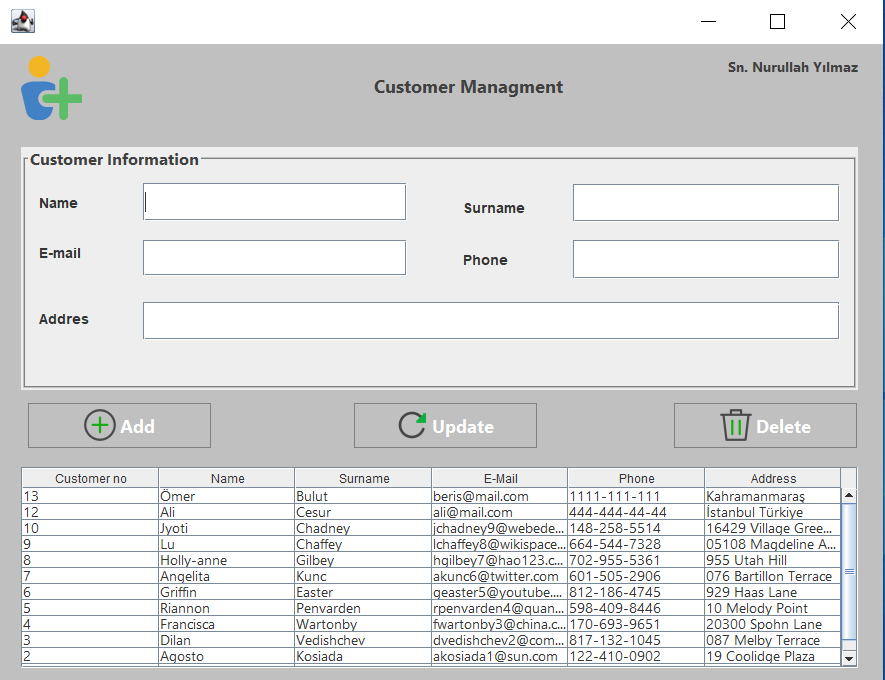 Sn. Nurullah Yılmaz
Customer Managment
Customer Information
Name
Surname
E-mail
Phone
Addres
Add Update Delete
Customer no Name Surname E-Mail Phone Address
13 Ömer Bulut beris@mail.com 1111-111-111 Kahramanmaraş
12 Ali Cesur ali@mail.com 444-444-44-44 İstanbul Türkiye
10 Jyoti Chadney jchadney9@webede... 148-258-5514 16429 Village Gree...
9 Lu Chaffey lchaffey8@wikispace... 664-544-7328 05108 Magdeline A...
8 Holly-anne Gilbey hgilbey7@hao123.c... 702-955-5361 955 Utah Hill
7 Angelita Kunc akunc6@twitter.com 601-505-2906 076 Bartillon Terrace
6 Griffin Easter geaster5@youtube.... 812-186-4745 929 Haas Lane
5 Riannon Penvarden rpenvarden4@quan... 598-409-8446 10 Melody Point
4 Francisca Wartonby fwartonby3@china.c... 170-693-9651 20300 Spohn Lane
3 Dilan Vedishchev dvedishchev2@com... 817-132-1045 087 Melby Terrace
2 Agosto Kosiada akosiada1@sun.com 122-410-0902 19 Coolidge Plaza